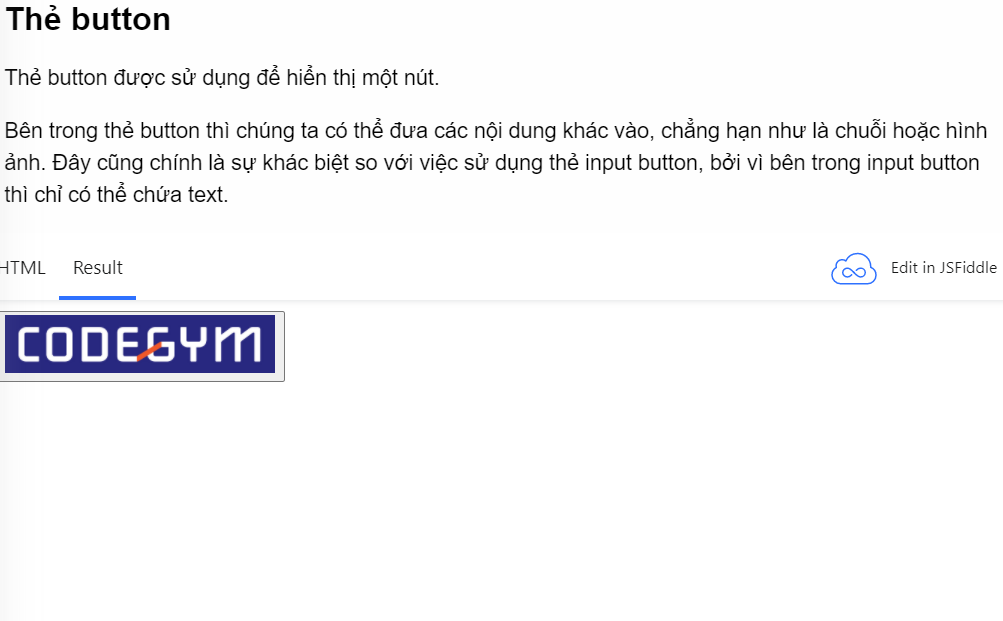 Thẻ button
Thẻ button được sử dụng để hiển thị một nút.
Bên trong thẻ button thì chúng ta có thể đưa các nội dung khác vào, chẳng hạn như là chuỗi hoặc hình
ảnh. Đây cũng chính là sự khác biệt so với việc sử dụng thẻ input button, bởi vì bên trong input button
thì chỉ có thể chứa text.
HTML Result Edit in JSFiddle
CODEGYM